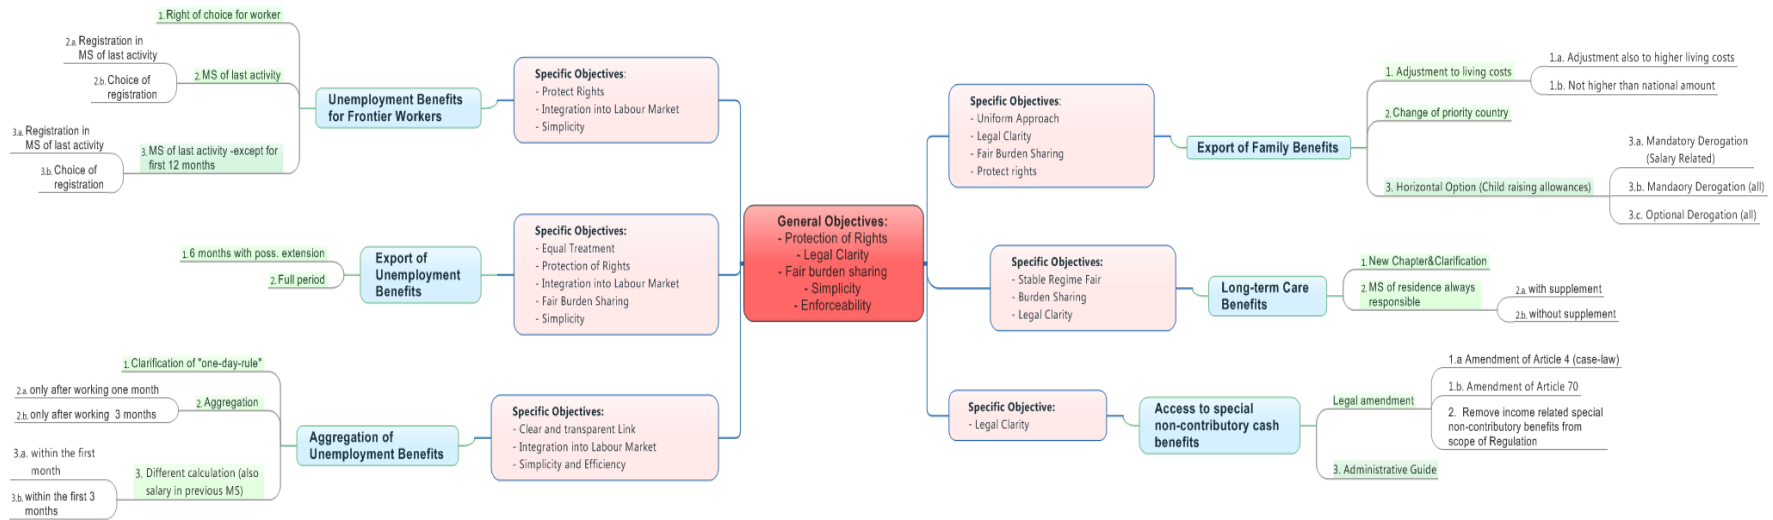 1. Right of choice for worker
2.a. Registration in
MS of last activity
2.b. Choice of
registration
2. MS of last activity
3.a. Registration in
MS of last activity
3.b. Choice of
registration
3. MS of last activity -except for
first 12 months
Unemployment Benefits
for Frontier Workers
Specific Objectives:
- Protect Rights
- Integration into Labour Market
- Simplicity
1. 6 months with poss. extension
2. Full period
Export of
Unemployment
Benefits
Specific Objectives:
- Equal Treatment
- Protection of Rights
- Integration into Labour Market
- Fair Burden Sharing
- Simplicity
1. Clarification of "one-day-rule"
2.a. only after working one month
2.b. only after working 3 months
2. Aggregation
3.a. within the first
month
3.b. within the first 3
months
3. Different calculation (also
salary in previous MS)
Aggregation of
Unemployment Benefits
Specific Objectives:
- Clear and transparent Link
- Integration into Labour Market
- Simplicity and Efficiency
General Objectives:
- Protection of Rights
- Legal Clarity
- Fair burden sharing
- Simplicity
- Enforceability
Specific Objectives:
- Uniform Approach
- Legal Clarity
- Fair Burden Sharing
- Protect rights
Export of Family Benefits
1. Adjustment to living costs
1.a. Adjustment also to higher living costs
1.b. Not higher than national amount
2. Change of priority country
3. Horizontal Option (Child raising allowances)
3.a. Mandatory Derogation
(Salary Related)
3.b. Mandaory Derogation (all)
3.c. Optional Derogation (all)
Specific Objectives:
- Stable Regime Fair
- Burden Sharing
- Legal Clarity
Long-term Care
Benefits
1. New Chapter&Clarification
2. MS of residence always
responsible
2.a. with supplement
2.b. without supplement
Specific Objective:
- Legal Clarity
Access to special
non-contributory cash
benefits
Legal amendment
1.a Amendment of Article 4 (case-law)
1.b. Amendment of Article 70
2. Remove income related special
non-contributory benefits from
scope of Regulation
3. Administrative Guide